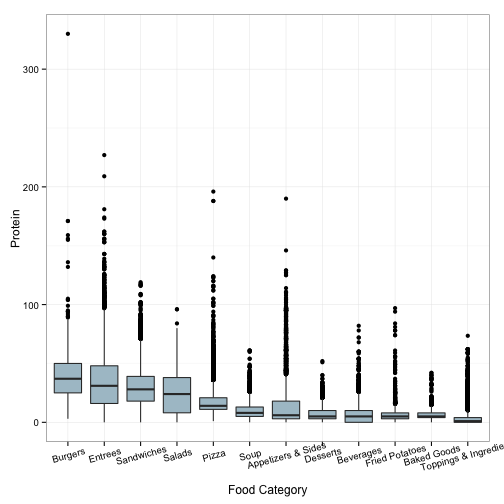 300
200
100
0
Protein
Burgers
Entrees
Sandwiches
Salads
Pizza
Soup
Appetizers & Sides
Desserts
Beverages
Fried Potatoes
Baked Goods
Toppings & Ingredie
Food Category